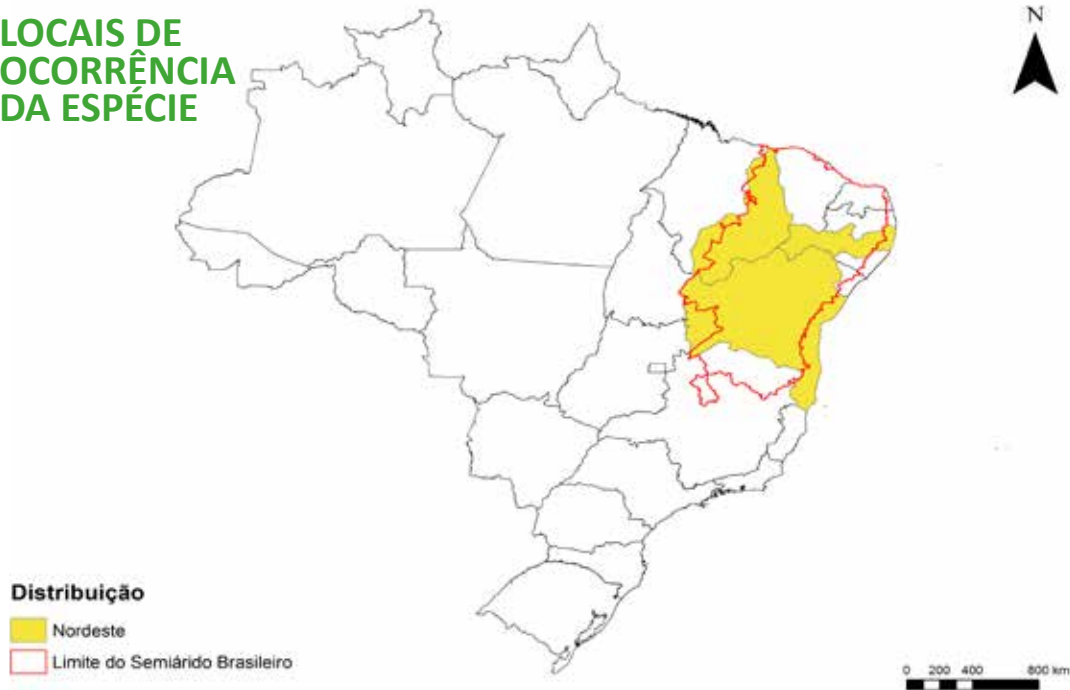 LOCAIS DE
OCORRÊNCIA
DA ESPÉCIE
N
Distribuição
Nordeste
Limite do Semiárido Brasileiro
0 200 400 800 km